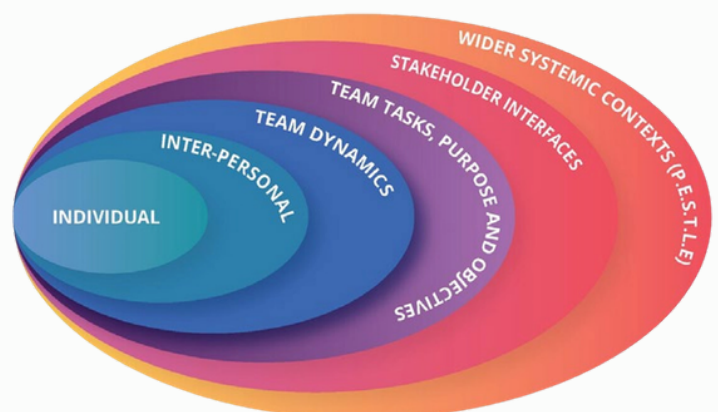 INDIVIDUAL
INTER-PERSONAL
TEAM DYNAMICS
TEAM TASKS, PURPOSE AND OBJECTIVES
STAKEHOLDER INTERFACES
WIDER SYSTEMIC CONTEXTS (P.E.S.T.L.E)